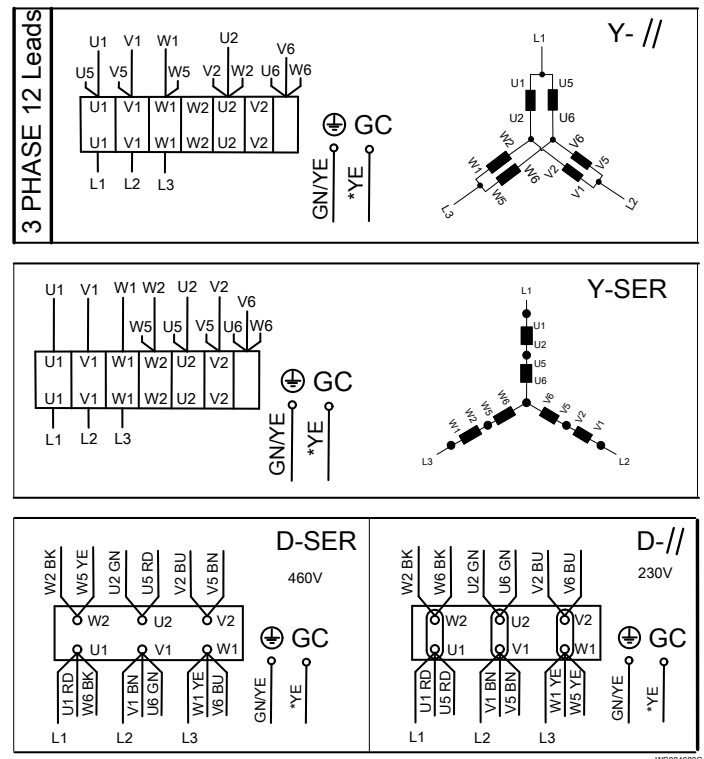 3 PHASE 12 Leads
Y- //
U1 V1 W1 U2 V6
U5 V5 W5 V2 W2 U6 W6
U1 V1 W1 W2 U2 V2
U1 V1 W1 W2 U2 V2
L1 L2 L3
GC
GN/YE *YE
L1
U1 U5
U2 U6
W2 V6
W1 W6 V2 V5
W5 V1
L3 L2
Y-SER
U1 V1 W1 W2 U2 V2 V6
W5 U5 V5 U6 W6
U1 V1 W1 W2 U2 V2
U1 V1 W1 W2 U2 V2
L1 L2 L3
GC
GN/YE *YE
L1
U1
U2
U5
U6
W1 W2 W5 W6 V6 V5 V2 V1
L3 L2
D-SER
460V
W2 BK W5 YE U2 GN U5 RD V2 BU V5 BN
W2 U2 V2
U1 V1 W1
U1 RD W6 BK V1 BN U6 GN W1 YE V6 BU
L1 L2 L3
GC
GN/YE *YE
D-//
230V
W2 BK W6 BK U2 GN U6 GN V2 BU V6 BU
W2 U2 V2
U1 V1 W1
U1 RD U5 RD V1 BN V5 BN W1 YE W5 YE
L1 L2 L3
GC
GN/YE *YE